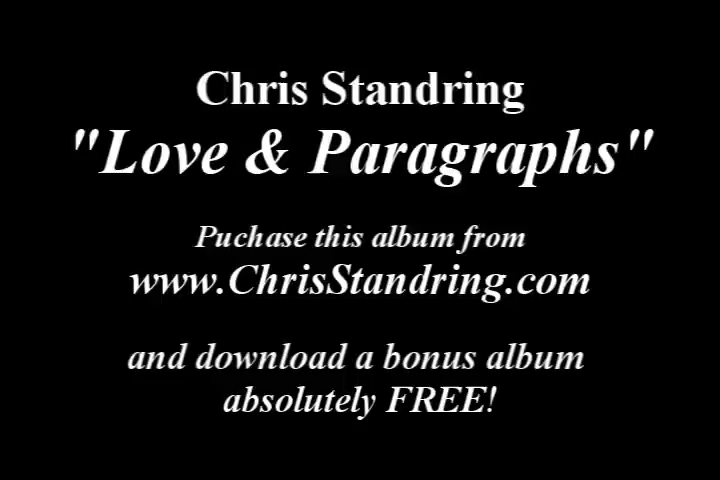 Chris Standring
"Love & Paragraphs"
Puchase this album from
www.ChrisStandring.com
and download a bonus album
absolutely FREE!